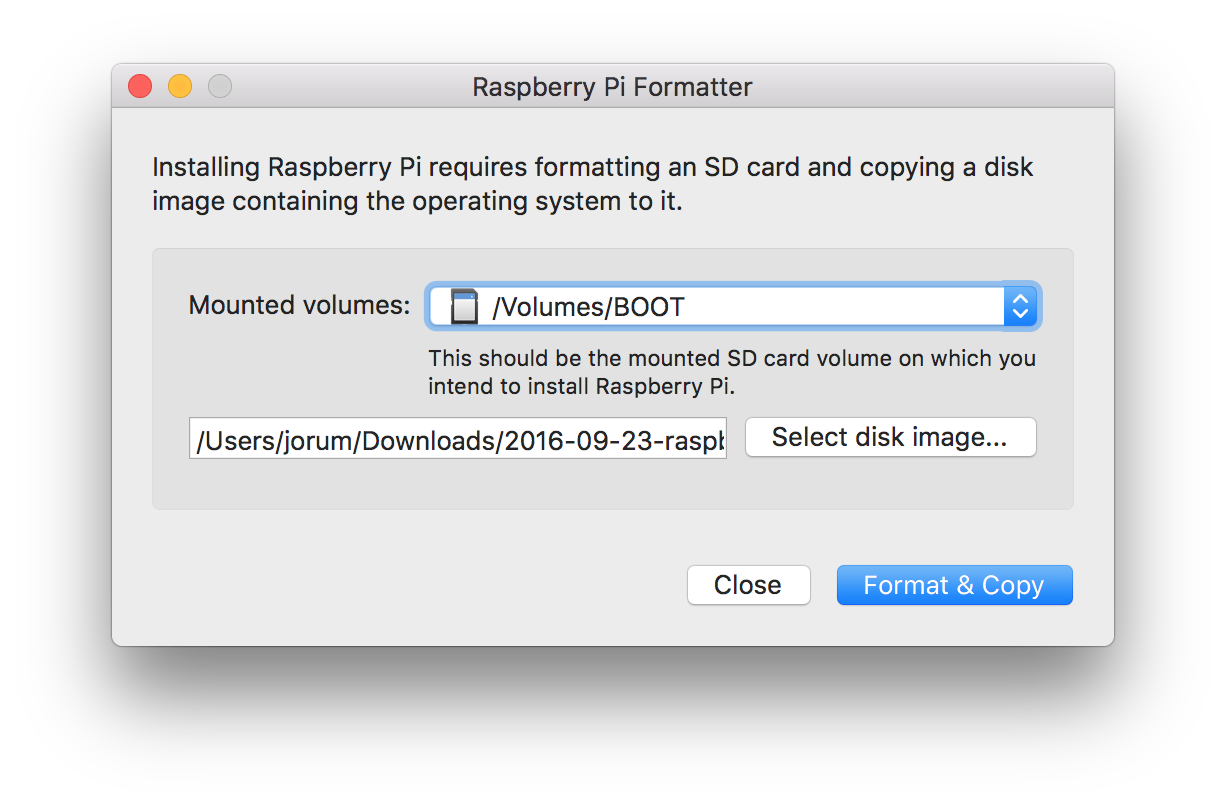 Raspberry Pi Formatter
Installing Raspberry Pi requires formatting an SD card and copying a disk
image containing the operating system to it.
Mounted volumes: /Volumes/BOOT
This should be the mounted SD card volume on which you
intend to install Raspberry Pi.
/Users/jorum/Downloads/2016-09-23-raspb Select disk image...
Close Format & Copy